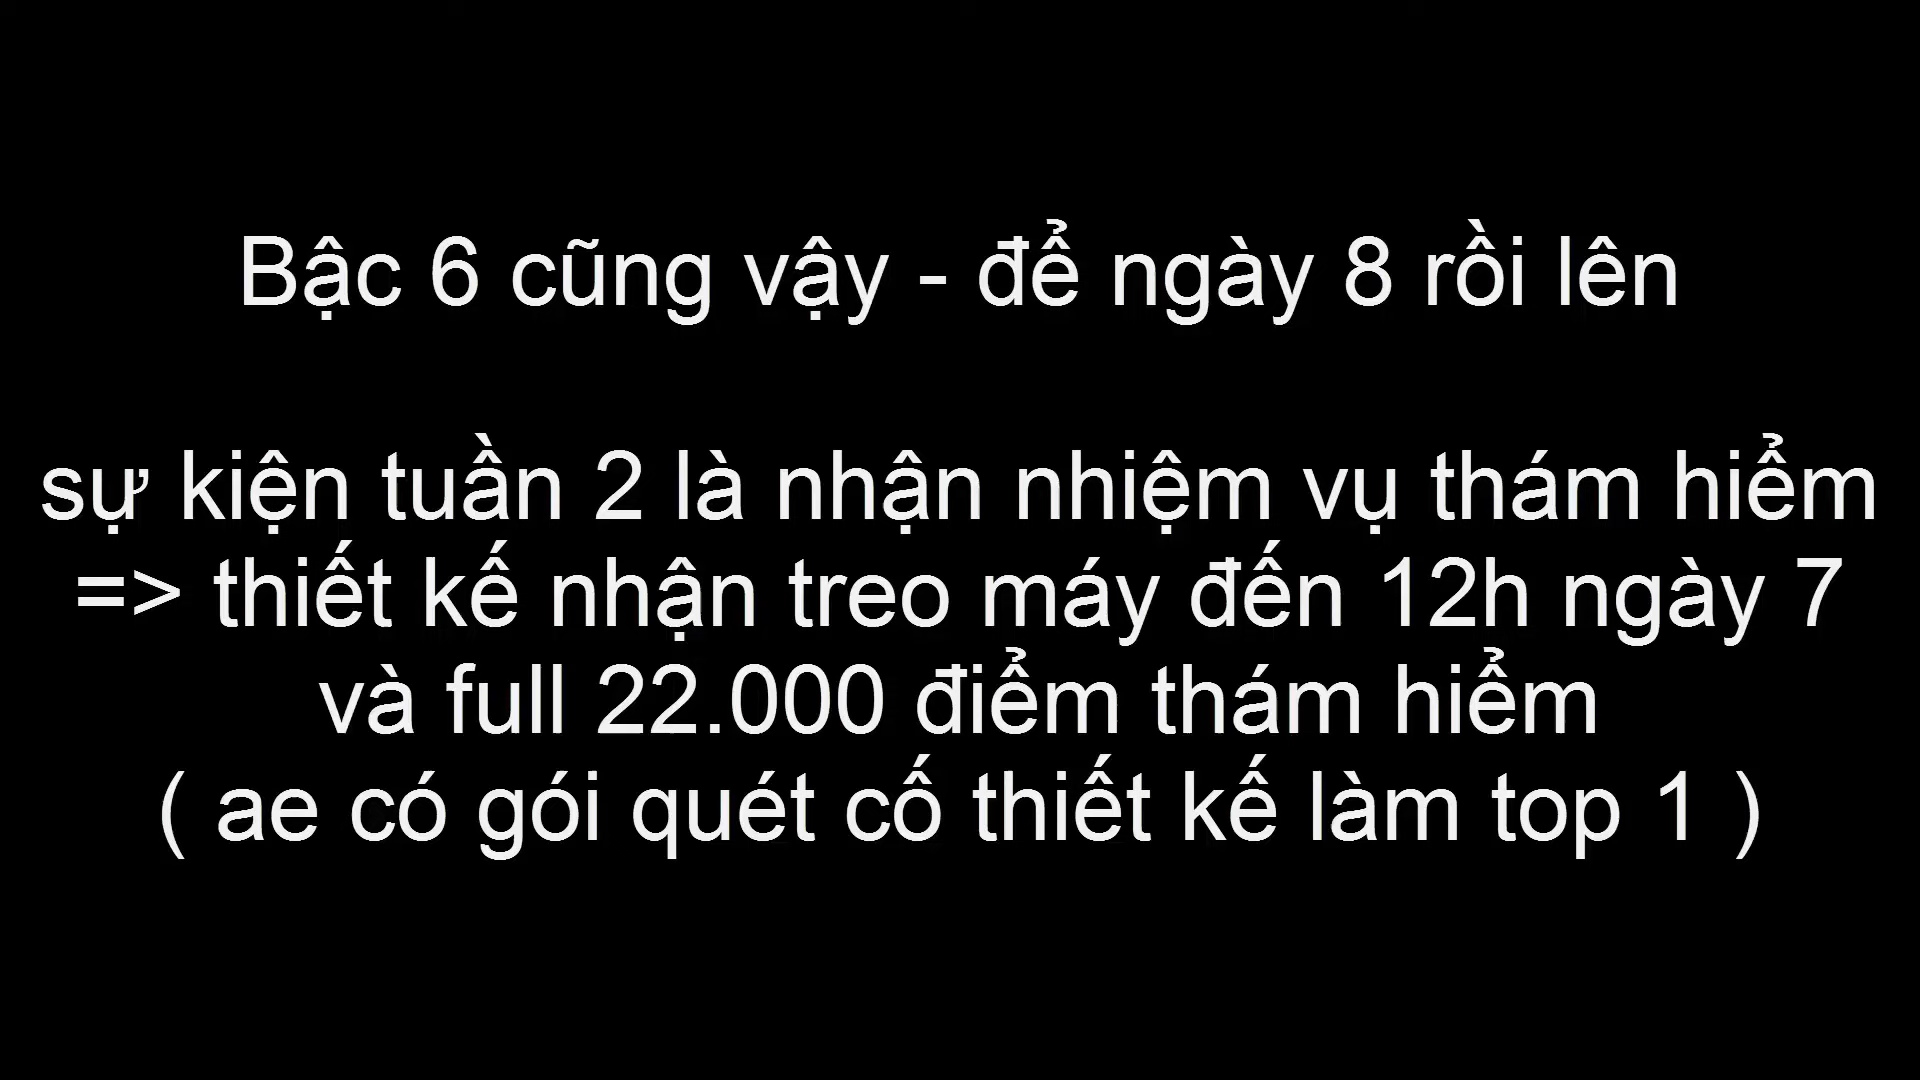 Bậc 6 cũng vậy - để ngày 8 rồi lên
sự kiện tuần 2 là nhận nhiệm vụ thám hiểm
=> thiết kế nhận treo máy đến 12h ngày 7
và full 22.000 điểm thám hiểm
( ae có gói quét cố thiết kế làm top 1 )